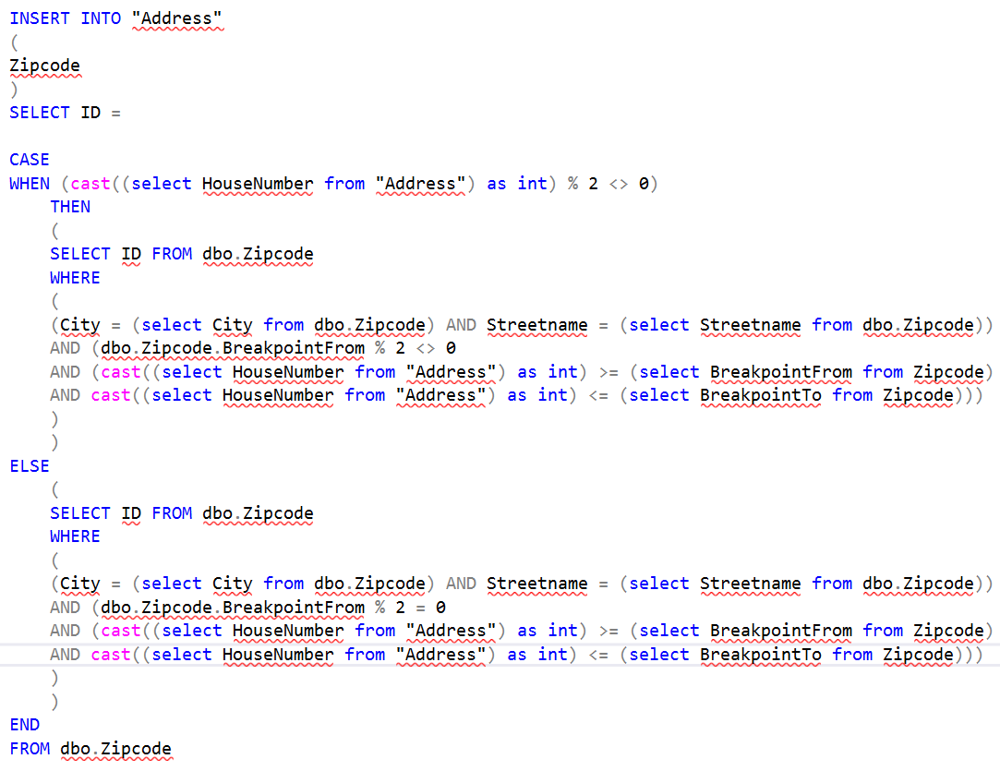 INSERT INTO "Address"
(
Zipcode
)
SELECT ID =
CASE
WHEN (cast((select HouseNumber from "Address") as int) % 2 <> 0)
THEN
(
SELECT ID FROM dbo.Zipcode
WHERE
(
(City = (select City from dbo.Zipcode) AND Streetname = (select Streetname from dbo.Zipcode))
AND (dbo.Zipcode.BreakpointFrom % 2 <> 0
AND (cast((select HouseNumber from "Address") as int) >= (select BreakpointFrom from Zipcode)
AND cast((select HouseNumber from "Address") as int) <= (select BreakpointTo from Zipcode)))
)
)
ELSE
(
SELECT ID FROM dbo.Zipcode
WHERE
(
(City = (select City from dbo.Zipcode) AND Streetname = (select Streetname from dbo.Zipcode))
AND (dbo.Zipcode.BreakpointFrom % 2 = 0
AND (cast((select HouseNumber from "Address") as int) >= (select BreakpointFrom from Zipcode)
AND cast((select HouseNumber from "Address") as int) <= (select BreakpointTo from Zipcode)))
)
)
END
FROM dbo.Zipcode